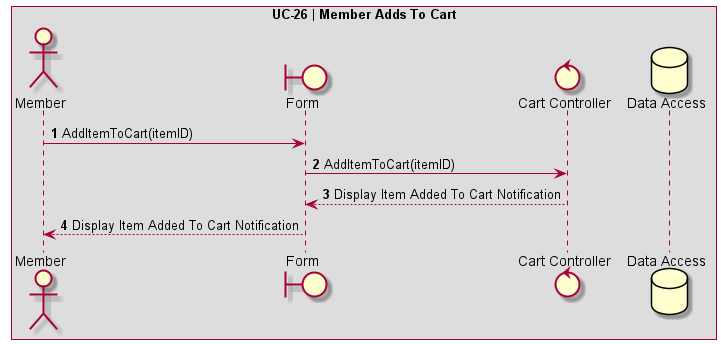 UC-26 | Member Adds To Cart
Member
Form
Cart Controller
Data Access
1 AddItemToCart(itemID)
2 AddItemToCart(itemID)
3 Display Item Added To Cart Notification
4 Display Item Added To Cart Notification
Member
Form
Cart Controller
Data Access